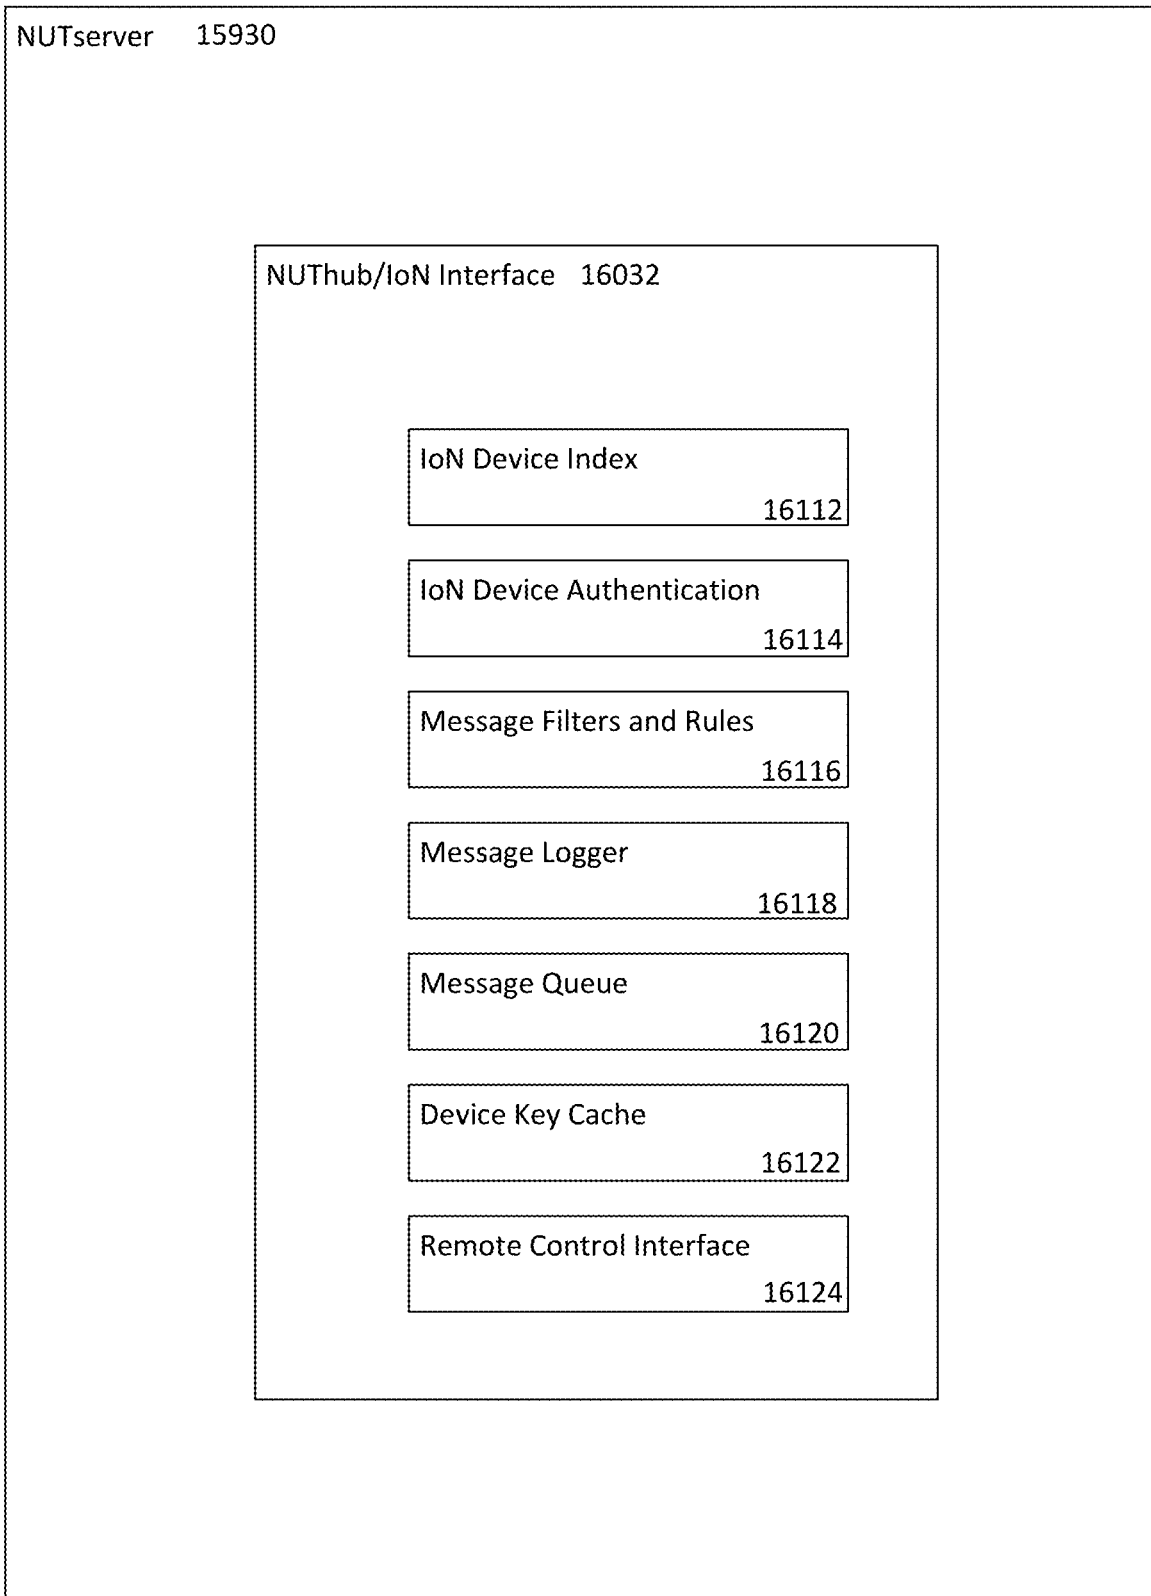 NUTserver 15930
NUThub/IoN Interface 16032
IoN Device Index
16112
IoN Device Authentication
16114
Message Filters and Rules
16116
Message Logger
16118
Message Queue
16120
Device Key Cache
16122
Remote Control Interface
16124